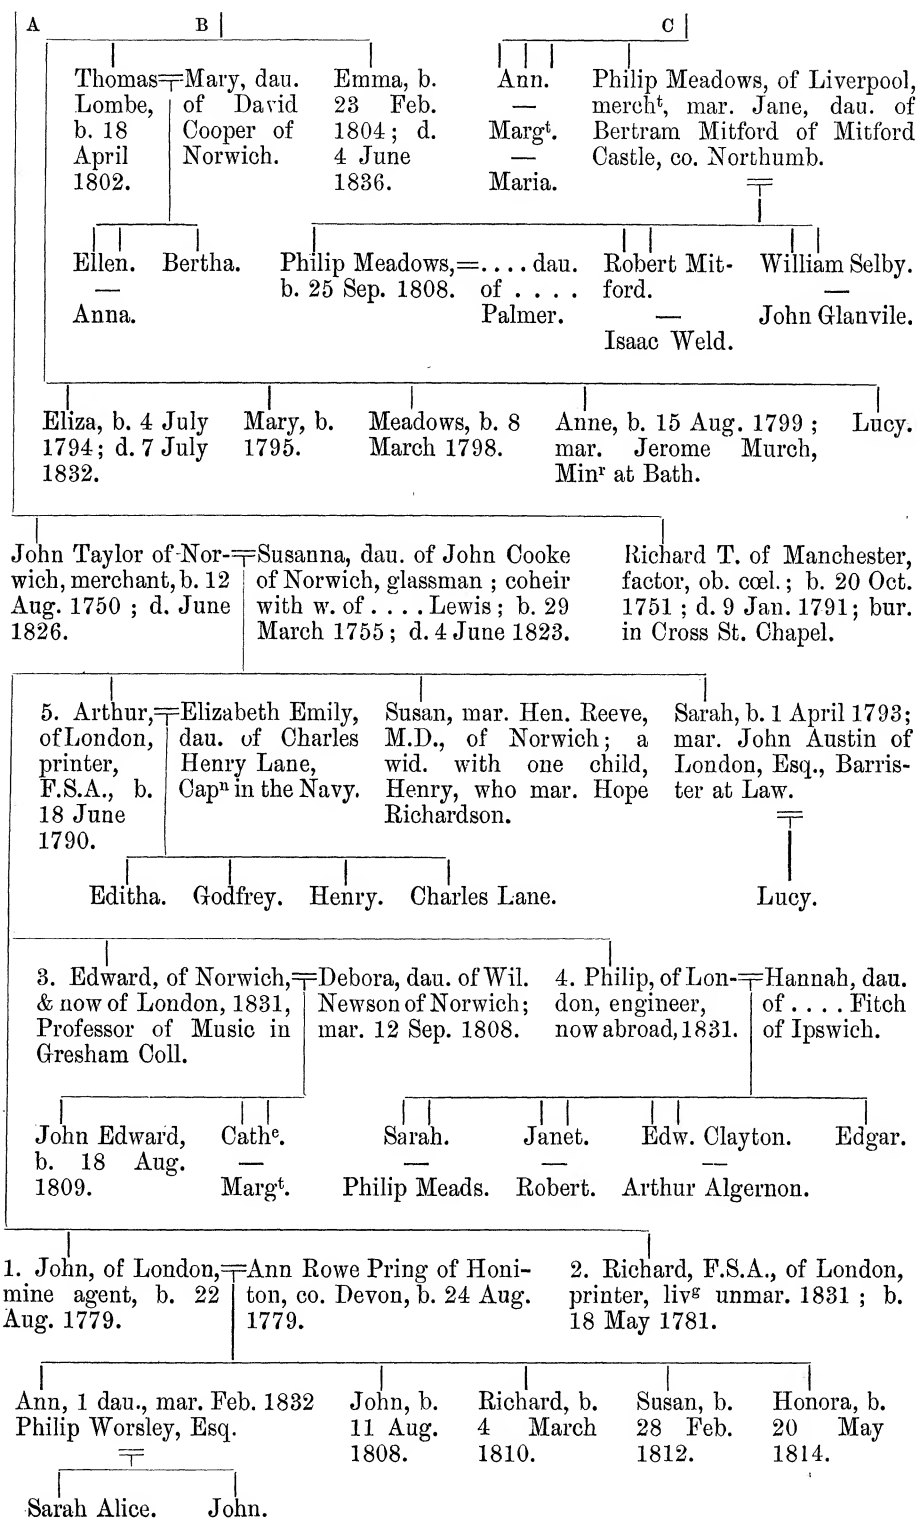 A B C
Thomas=Mary, dau.
Lombe, of David
b. 18 Cooper of
April Norwich.
1802.
Emma, b.
23 Feb.
1804; d.
4 June
1836.
Ann.
—
Margt.
—
Maria.
Philip Meadows, of Liverpool,
mercht, mar. Jane, dau. of
Bertram Mitford of Mitford
Castle, co. Northumb.
Ellen.
—
Anna.
Bertha.
Philip Meadows,=.... dau.
b. 25 Sep. 1808. of ....
Palmer.
Robert Mit-
ford.
—
Isaac Weld.
William Selby.
—
John Glanvile.
Eliza, b. 4 July
1794; d. 7 July
1832.
Mary, b.
1795.
Meadows, b. 8
March 1798.
Anne, b. 15 Aug. 1799;
mar. Jerome Murch,
Minr at Bath.
Lucy.
John Taylor of Nor-=Susanna, dau. of John Cooke
wich, merchant, b. 12 of Norwich, glassman; coheir
Aug. 1750; d. June with w. of .... Lewis; b. 29
1826. March 1755; d. 4 June 1823.
Richard T. of Manchester,
factor, ob. cœl.; b. 20 Oct.
1751; d. 9 Jan. 1791; bur.
in Cross St. Chapel.
5. Arthur,=Elizabeth Emily,
of London, dau. of Charles
printer, Henry Lane,
F.S.A., b. Capn in the Navy.
18 June
1790.
Susan, mar. Hen. Reeve,
M.D., of Norwich; a
wid. with one child,
Henry, who mar. Hope
Richardson.
Sarah, b. 1 April 1793;
mar. John Austin of
London, Esq., Barris-
ter at Law.
Editha. Godfrey. Henry. Charles Lane.
Lucy.
3. Edward, of Norwich,=Debora, dau. of Wil.
& now of London, 1831, Newson of Norwich;
Professor of Music in mar. 12 Sep. 1808.
Gresham Coll.
4. Philip, of Lon-=Hannah, dau.
don, engineer, of .... Fitch
now abroad, 1831. of Ipswich.
John Edward,
b. 18 Aug.
1809.
Cathe.
—
Margt.
Sarah.
—
Philip Meads.
Janet.
—
Robert.
Edw. Clayton.
—
Arthur Algernon.
Edgar.
1. John, of London,=Ann Rowe Pring of Honi-
mine agent, b. 22 ton, co. Devon, b. 24 Aug.
Aug. 1779. 1779.
2. Richard, F.S.A., of London,
printer, livg unmar. 1831; b.
18 May 1781.
Ann, 1 dau., mar. Feb. 1832
Philip Worsley, Esq.
John, b.
11 Aug.
1808.
Richard, b.
4 March
1810.
Susan, b.
28 Feb.
1812.
Honora, b.
20 May
1814.
Sarah Alice. John.